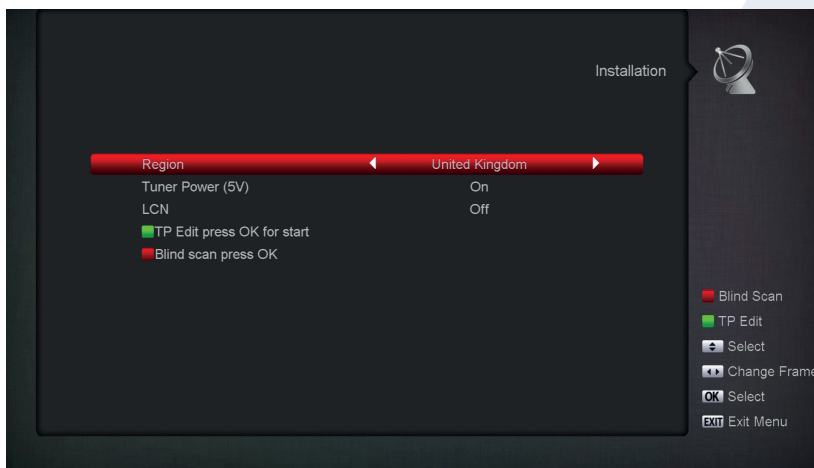 Installation
Region United Kingdom
Tuner Power (5V) On
LCN Off
TP Edit press OK for start
Blind scan press OK
Blind Scan
TP Edit
Select
Change Frame
OK Select
EXIT Exit Menu